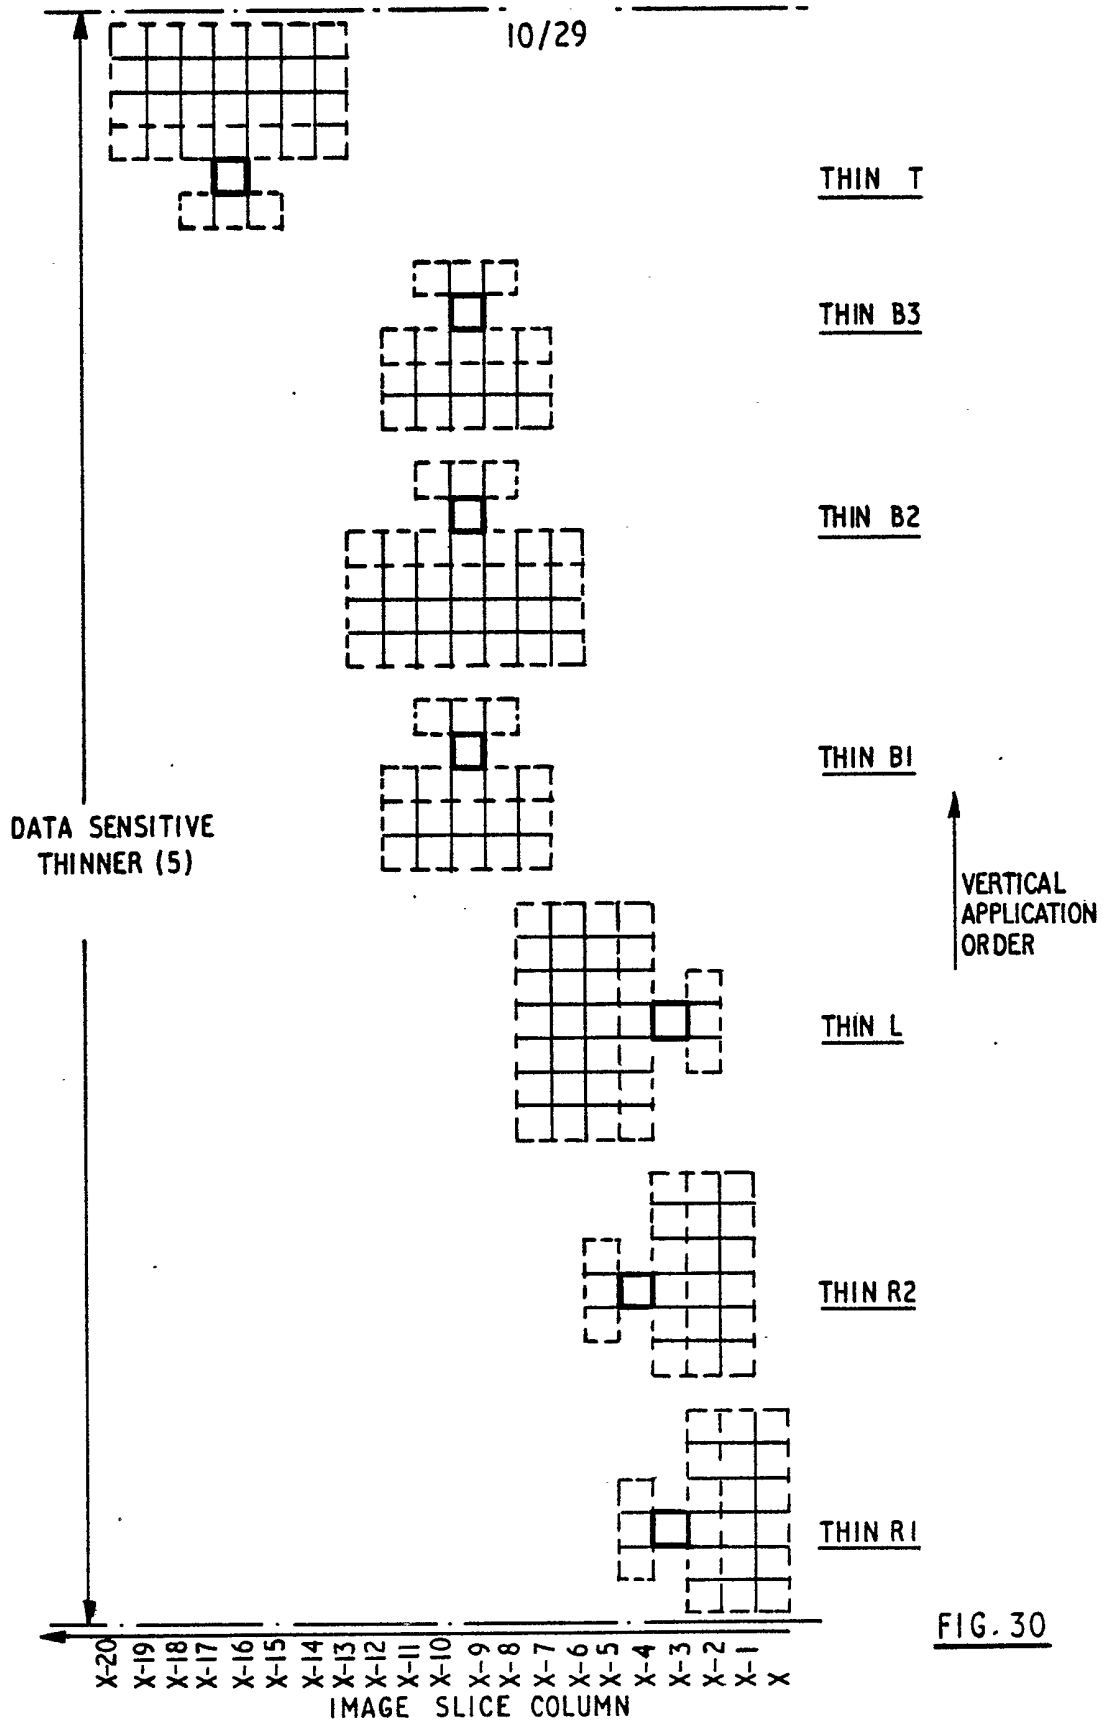 10/29
THIN T
THIN B3
THIN B2
THIN B1
DATA SENSITIVE
THINNER (5)
VERTICAL
APPLICATION
ORDER
THIN L
THIN R2
THIN R1
FIG. 30
X-20
X-19
X-18
X-17
X-16
X-15
X-14
X-13
X-12
X-11
X-10
X-9
X-8
X-7
X-6
X-5
X-4
X-3
X-2
X-1
X
IMAGE SLICE COLUMN